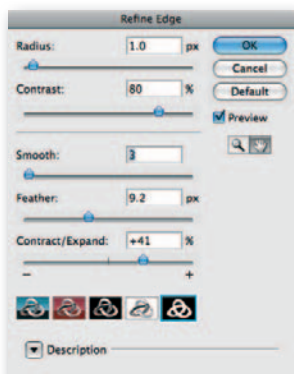 Refine Edge
Radius: 1.0 px
OK
Cancel
Contrast: 80 %
Default
Preview
Smooth: 3
Feather: 9.2 px
Contract/Expand: +41 %
− +
Description